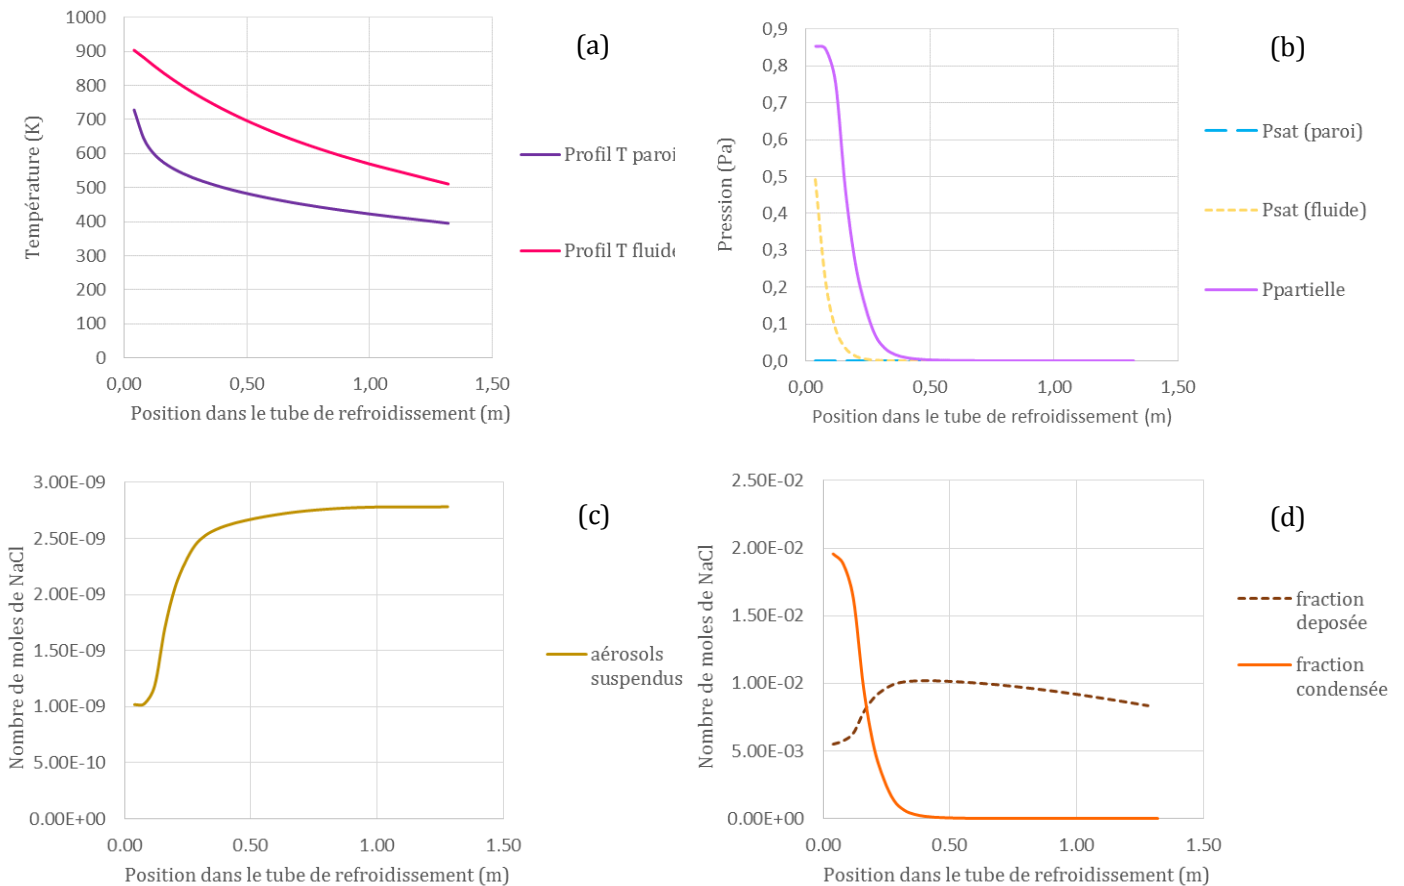 (a)
1000
900
800
700
600
500
400
300
200
100
0
0,00
0,50
1,00
1,50
Température (K)
Position dans le tube de refroidissement (m)
Profil T paroi
Profil T fluide
(b)
0,9
0,8
0,7
0,6
0,5
0,4
0,3
0,2
0,1
0,0
0,00
0,50
1,00
1,50
Pression (Pa)
Position dans le tube de refroidissement (m)
Psat (paroi)
Psat (fluide)
Ppartielle
(c)
3.00E-09
2.50E-09
2.00E-09
1.50E-09
1.00E-09
5.00E-10
0.00E+00
0.00
0.50
1.00
1.50
Nombre de moles de NaCl
Position dans le tube de refroidissement (m)
aérosols
suspendus
(d)
2.50E-02
2.00E-02
1.50E-02
1.00E-02
5.00E-03
0.00E+00
0.00
0.50
1.00
1.50
Nombre de moles de NaCl
Position dans le tube de refroidissement (m)
fraction
deposée
fraction
condensée